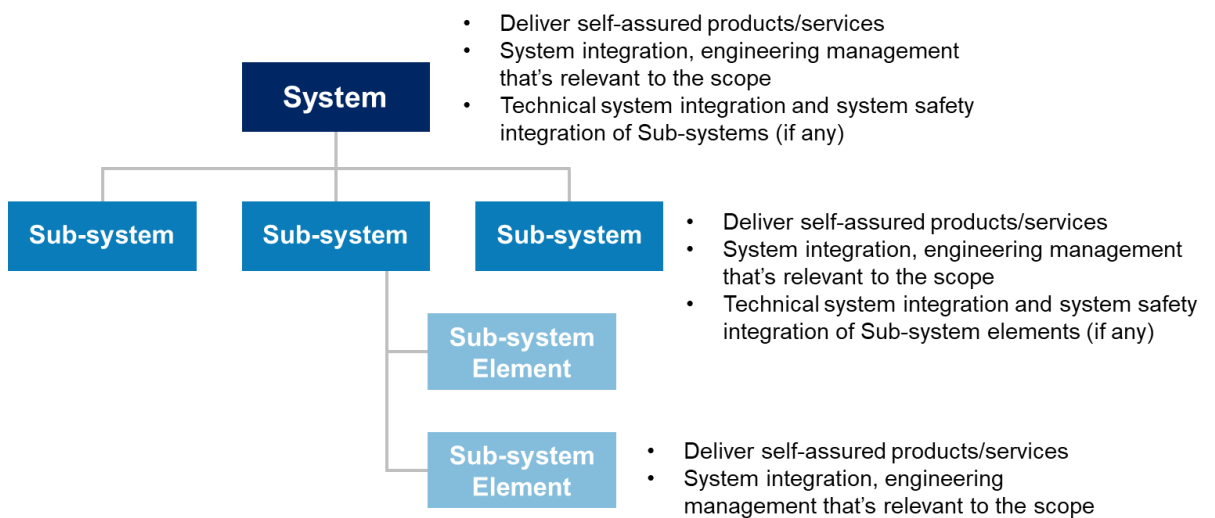 • Deliver self-assured products/services
• System integration, engineering management
that's relevant to the scope
• Technical system integration and system safety
integration of Sub-systems (if any)
System
Sub-system
Sub-system
Sub-system
• Deliver self-assured products/services
• System integration, engineering management
that's relevant to the scope
• Technical system integration and system safety
integration of Sub-system elements (if any)
Sub-system
Element
Sub-system
Element
• Deliver self-assured products/services
• System integration, engineering
management that's relevant to the scope